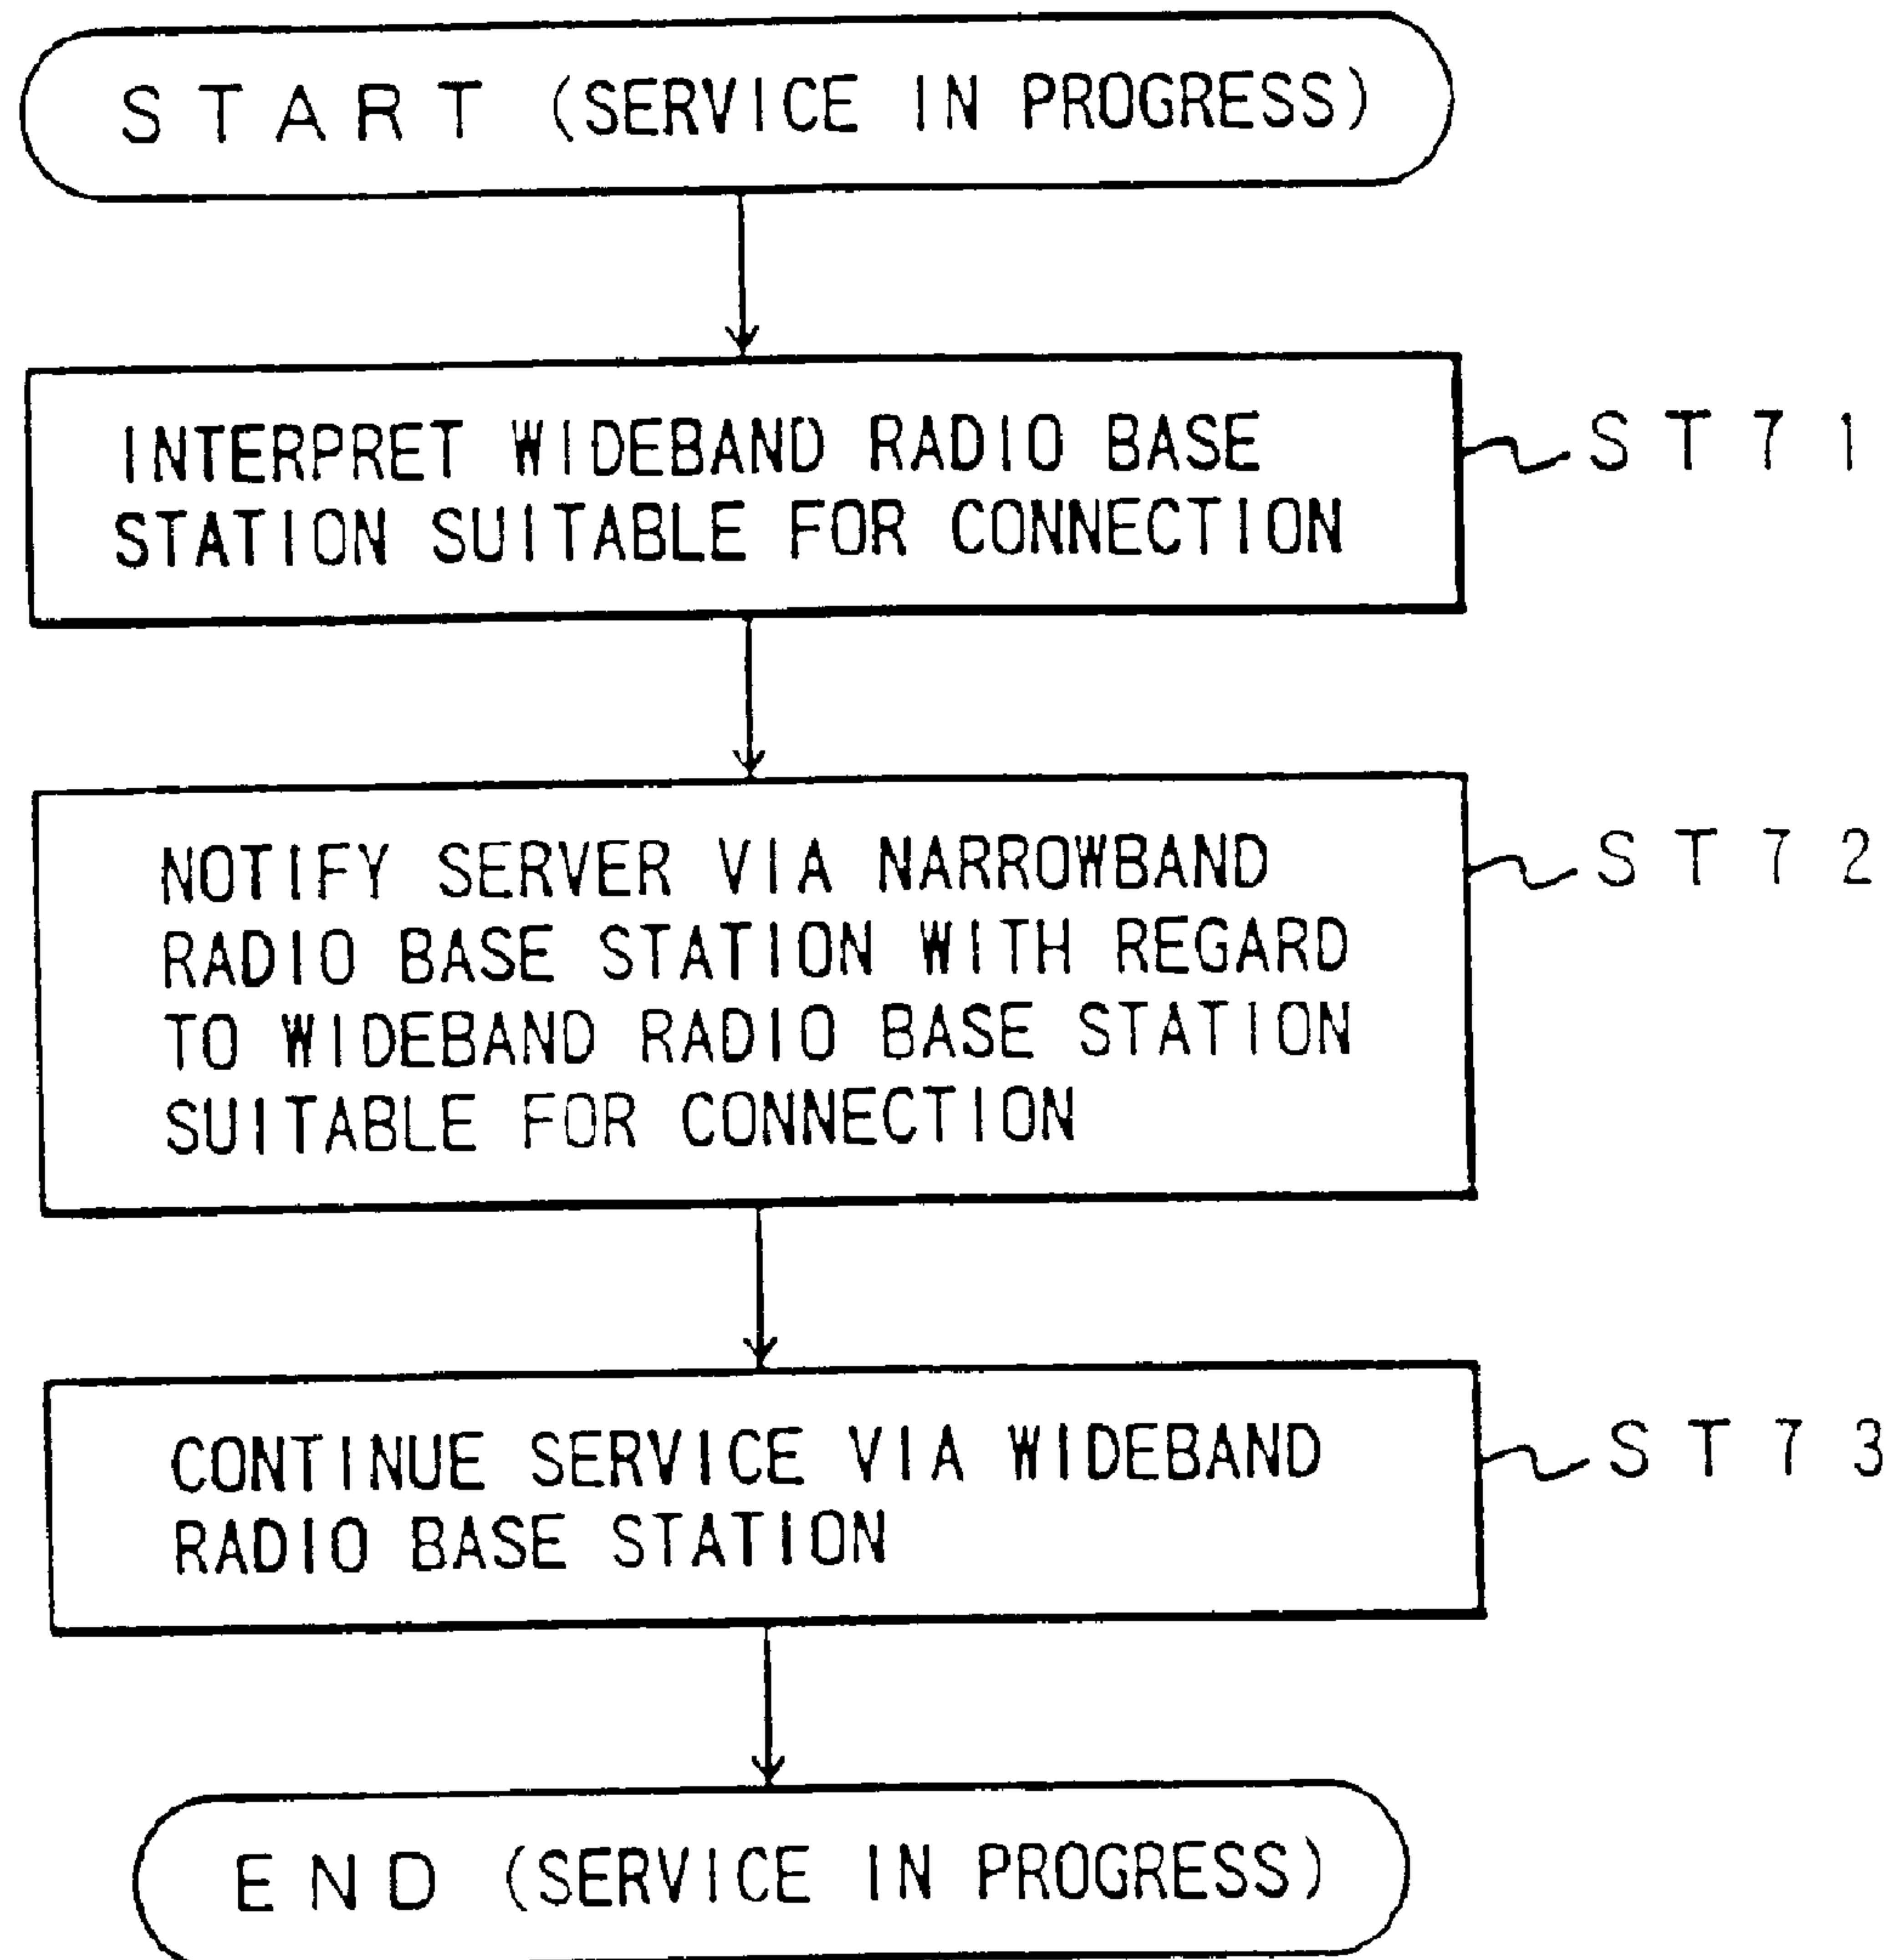 START (SERVICE IN PROGRESS)
INTERPRET WIDEBAND RADIO BASE
STATION SUITABLE FOR CONNECTION
ST71
NOTIFY SERVER VIA NARROWBAND
RADIO BASE STATION WITH REGARD
TO WIDEBAND RADIO BASE STATION
SUITABLE FOR CONNECTION
ST72
CONTINUE SERVICE VIA WIDEBAND
RADIO BASE STATION
ST73
END (SERVICE IN PROGRESS)